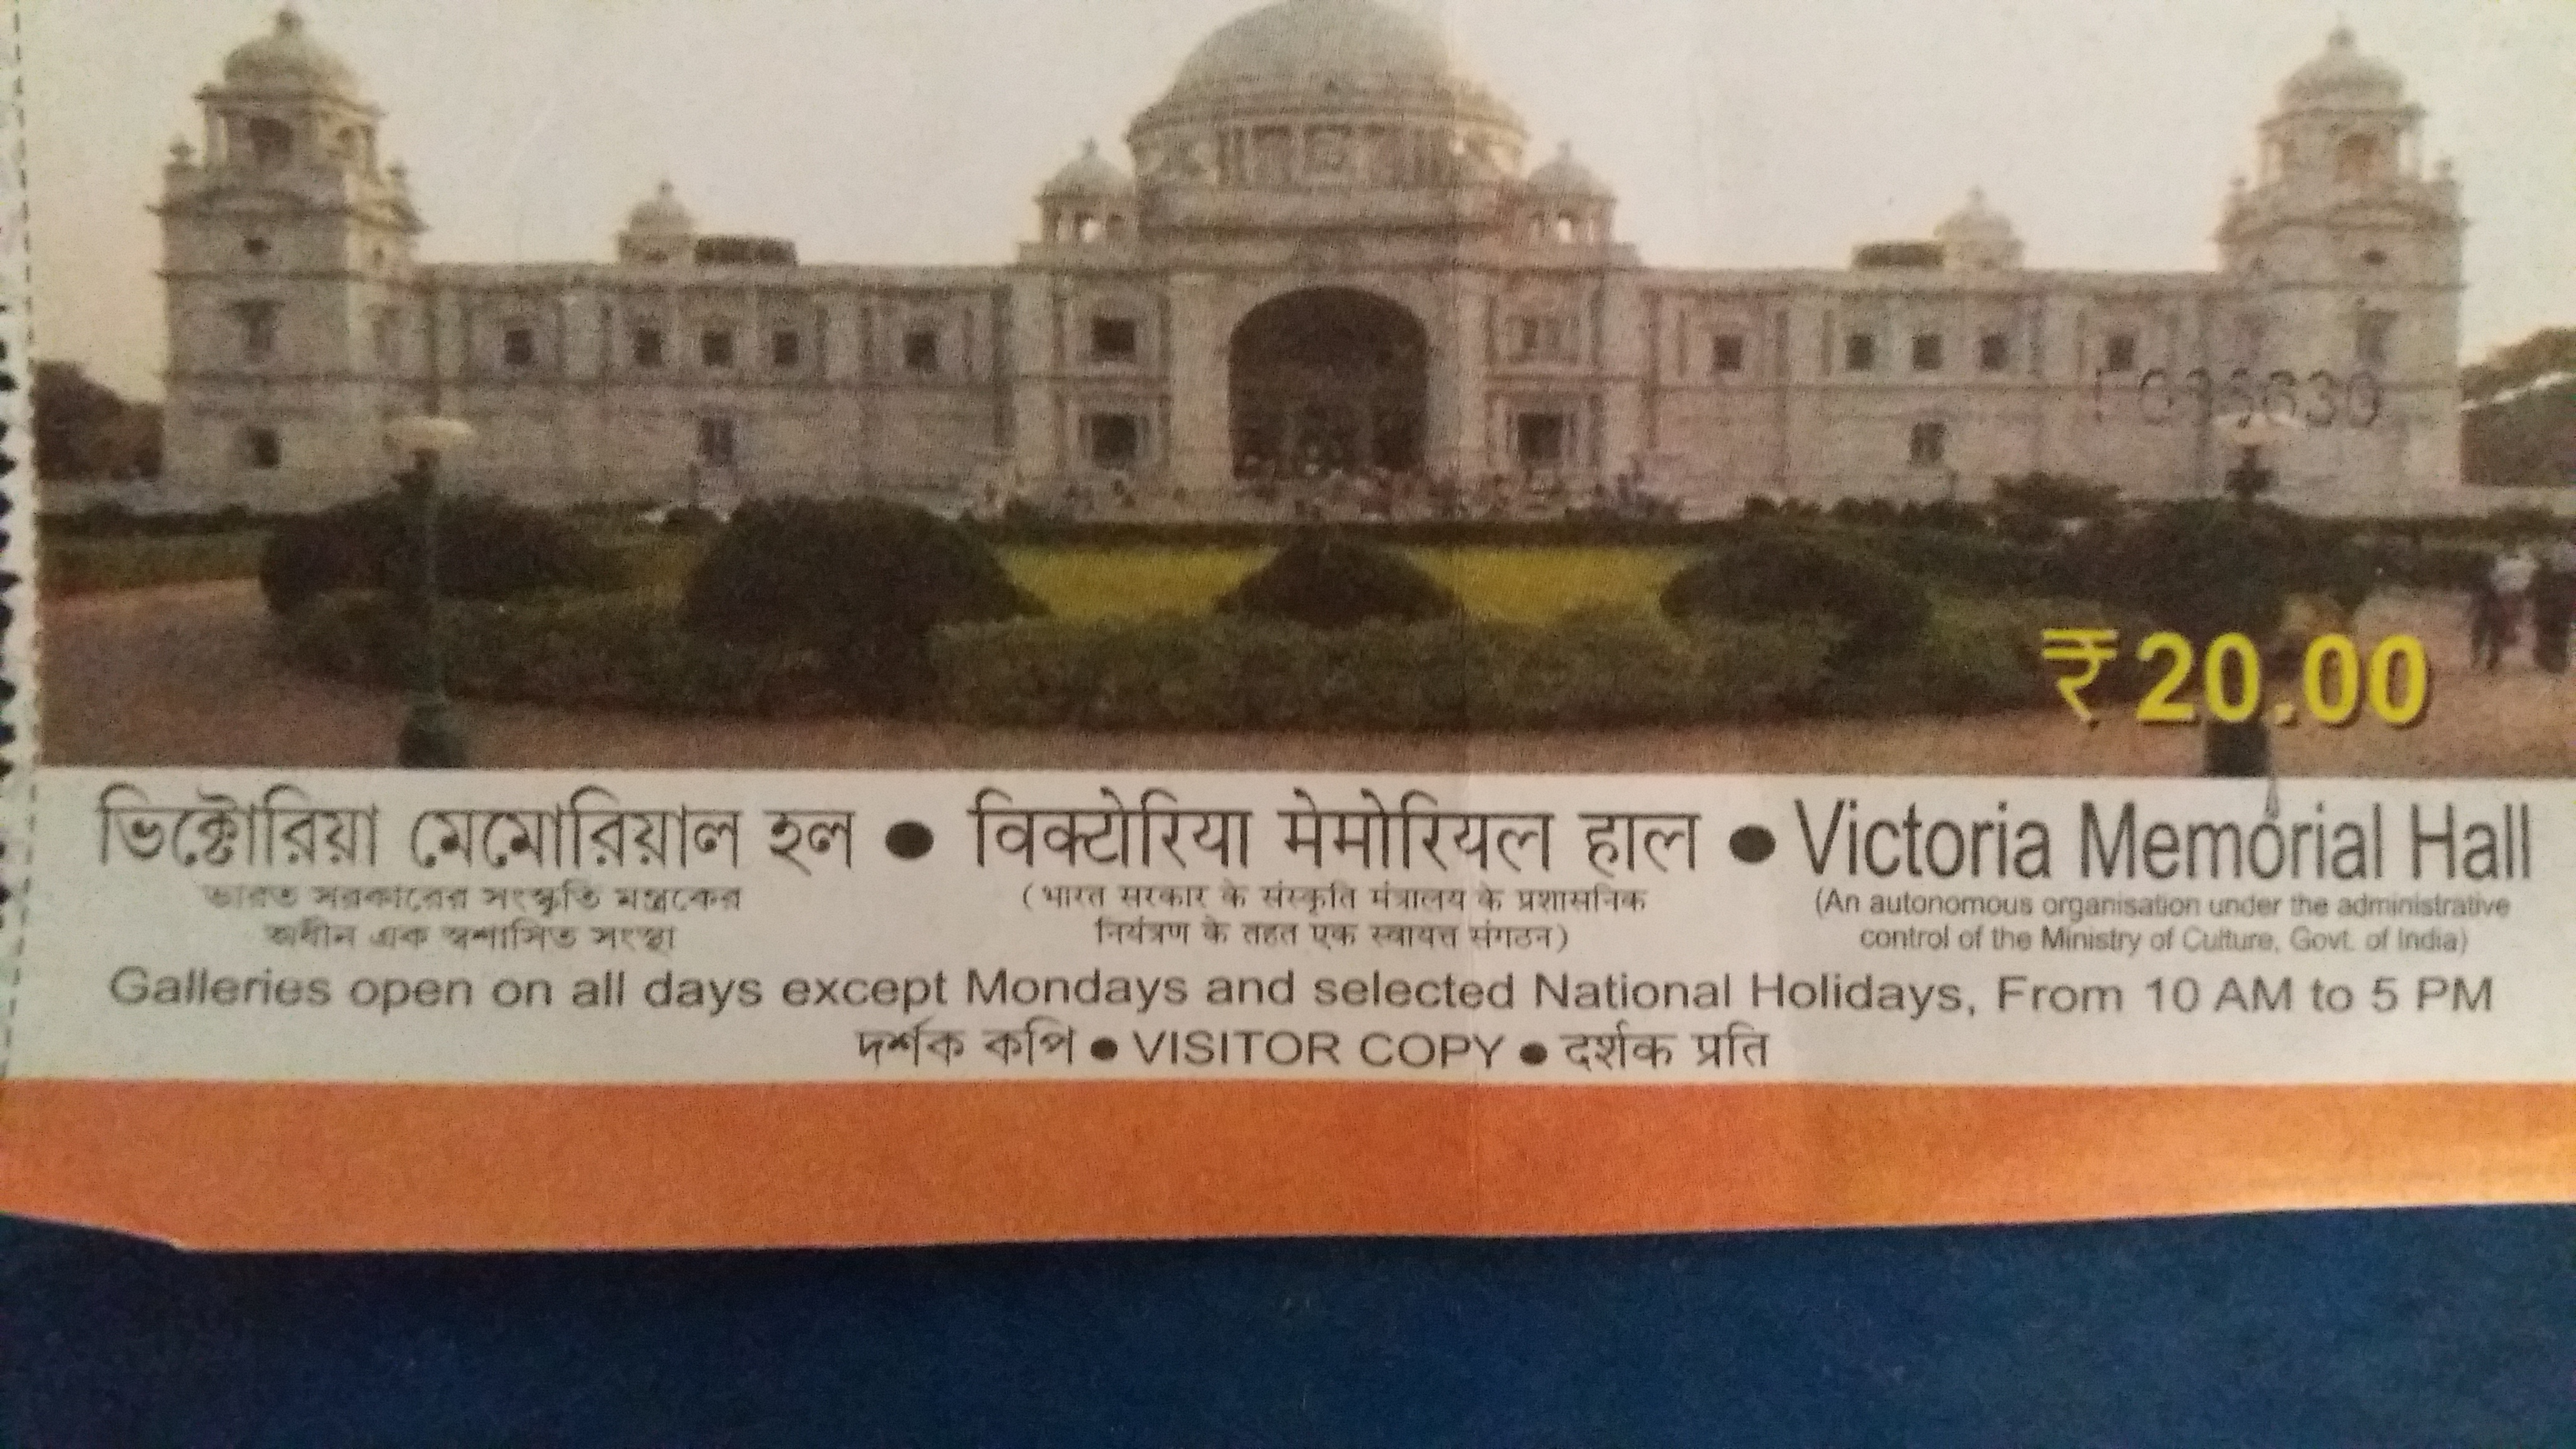 ₹20.00
ভিক্টোরিয়া মেমোরিয়াল হল ● विक्टोरिया मेमोरियल हाल ● Victoria Memorial Hall
ভারত সরকারের সংস্কৃতি মন্ত্রকের
অধীন এক স্বশাসিত সংস্থা
(भारत सरकार के संस्कृति मंत्रालय के प्रशासनिक
नियंत्रण के तहत एक स्वायत्त संगठन)
(An autonomous organisation under the administrative
control of the Ministry of Culture, Govt. of India)
Galleries open on all days except Mondays and selected National Holidays, From 10 AM to 5 PM
দর্শক কপি ● VISITOR COPY ● दर्शक प्रति